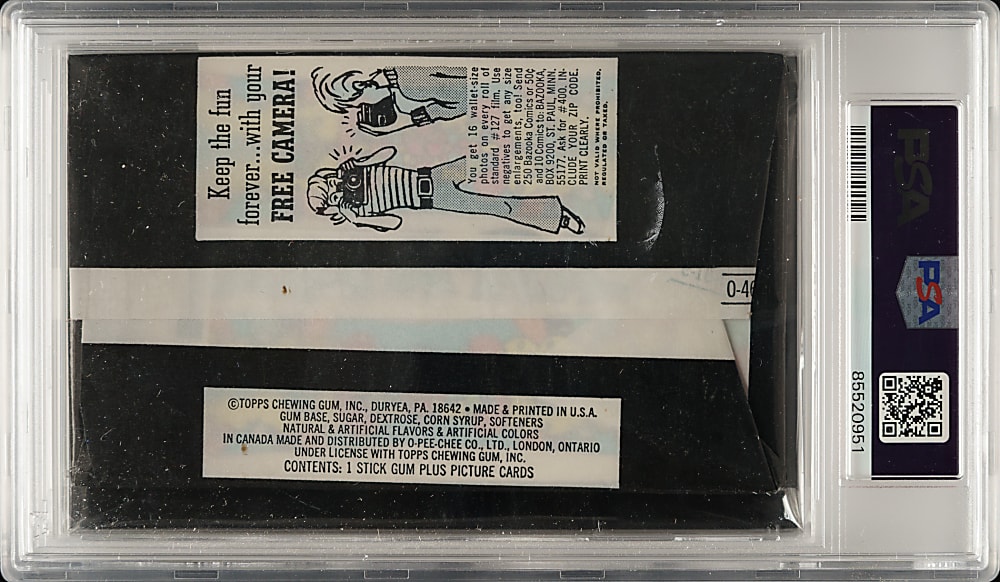 Keep the fun
forever...with your
FREE CAMERA!
You get 16 wallet-size
photos on every roll of
standard #127 film. Use
negatives to get any size
enlargements, too! Send
250 Bazooka Comics or 50¢
and 10 Comics to: BAZOOKA,
BOX 9200, ST. PAUL, MINN.
55177. Ask for #400. IN-
CLUDE YOUR ZIP CODE.
PRINT CLEARLY.
NOT VALID WHERE PROHIBITED,
REGULATED OR TAXED.
0-46
©TOPPS CHEWING GUM, INC., DURYEA, PA. 18642 • MADE & PRINTED IN U.S.A.
GUM BASE, SUGAR, DEXTROSE, CORN SYRUP, SOFTENERS
NATURAL & ARTIFICIAL FLAVORS & ARTIFICIAL COLORS
IN CANADA MADE AND DISTRIBUTED BY O-PEE-CHEE CO., LTD., LONDON, ONTARIO
UNDER LICENSE WITH TOPPS CHEWING GUM, INC.
CONTENTS: 1 STICK GUM PLUS PICTURE CARDS
PSA
PSA
85520951